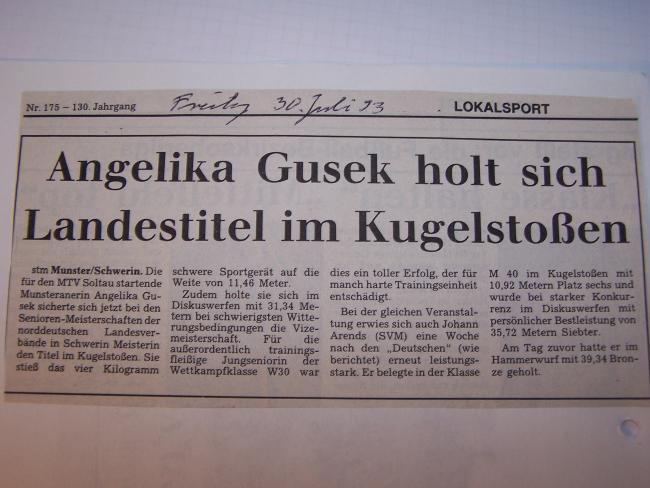 Nr. 175 – 130. Jahrgang
Freitag 30. Juli 93
LOKALSPORT
Angelika Gusek holt sich
Landestitel im Kugelstoßen
stm Munster/Schwerin. Die
für den MTV Soltau startende
Munsteranerin Angelika Gu-
sek sicherte sich jetzt bei den
Senioren-Meisterschaften der
norddeutschen Landesver-
bände in Schwerin Meisterin
den Titel im Kugelstoßen. Sie
stieß das vier Kilogramm
schwere Sportgerät auf die
Weite von 11,46 Meter.
Zudem holte sie sich im
Diskuswerfen mit 31,34 Me-
tern bei schwierigsten Witte-
rungsbedingungen die Vize-
meisterschaft. Für die
außerordentlich trainings-
fleißige Jungseniorin der
Wettkampfklasse W30 war
dies ein toller Erfolg, der für
manch harte Trainingseinheit
entschädigt.
Bei der gleichen Veranstal-
tung erwies sich auch Johann
Arends (SVM) eine Woche
nach den „Deutschen“ (wie
berichtet) erneut leistungs-
stark. Er belegte in der Klasse
M 40 im Kugelstoßen mit
10,92 Metern Platz sechs und
wurde bei starker Konkur-
renz im Diskuswerfen mit
persönlicher Bestleistung von
35,72 Metern Siebter.
Am Tag zuvor hatte er im
Hammerwurf mit 39,34 Bron-
ze geholt.